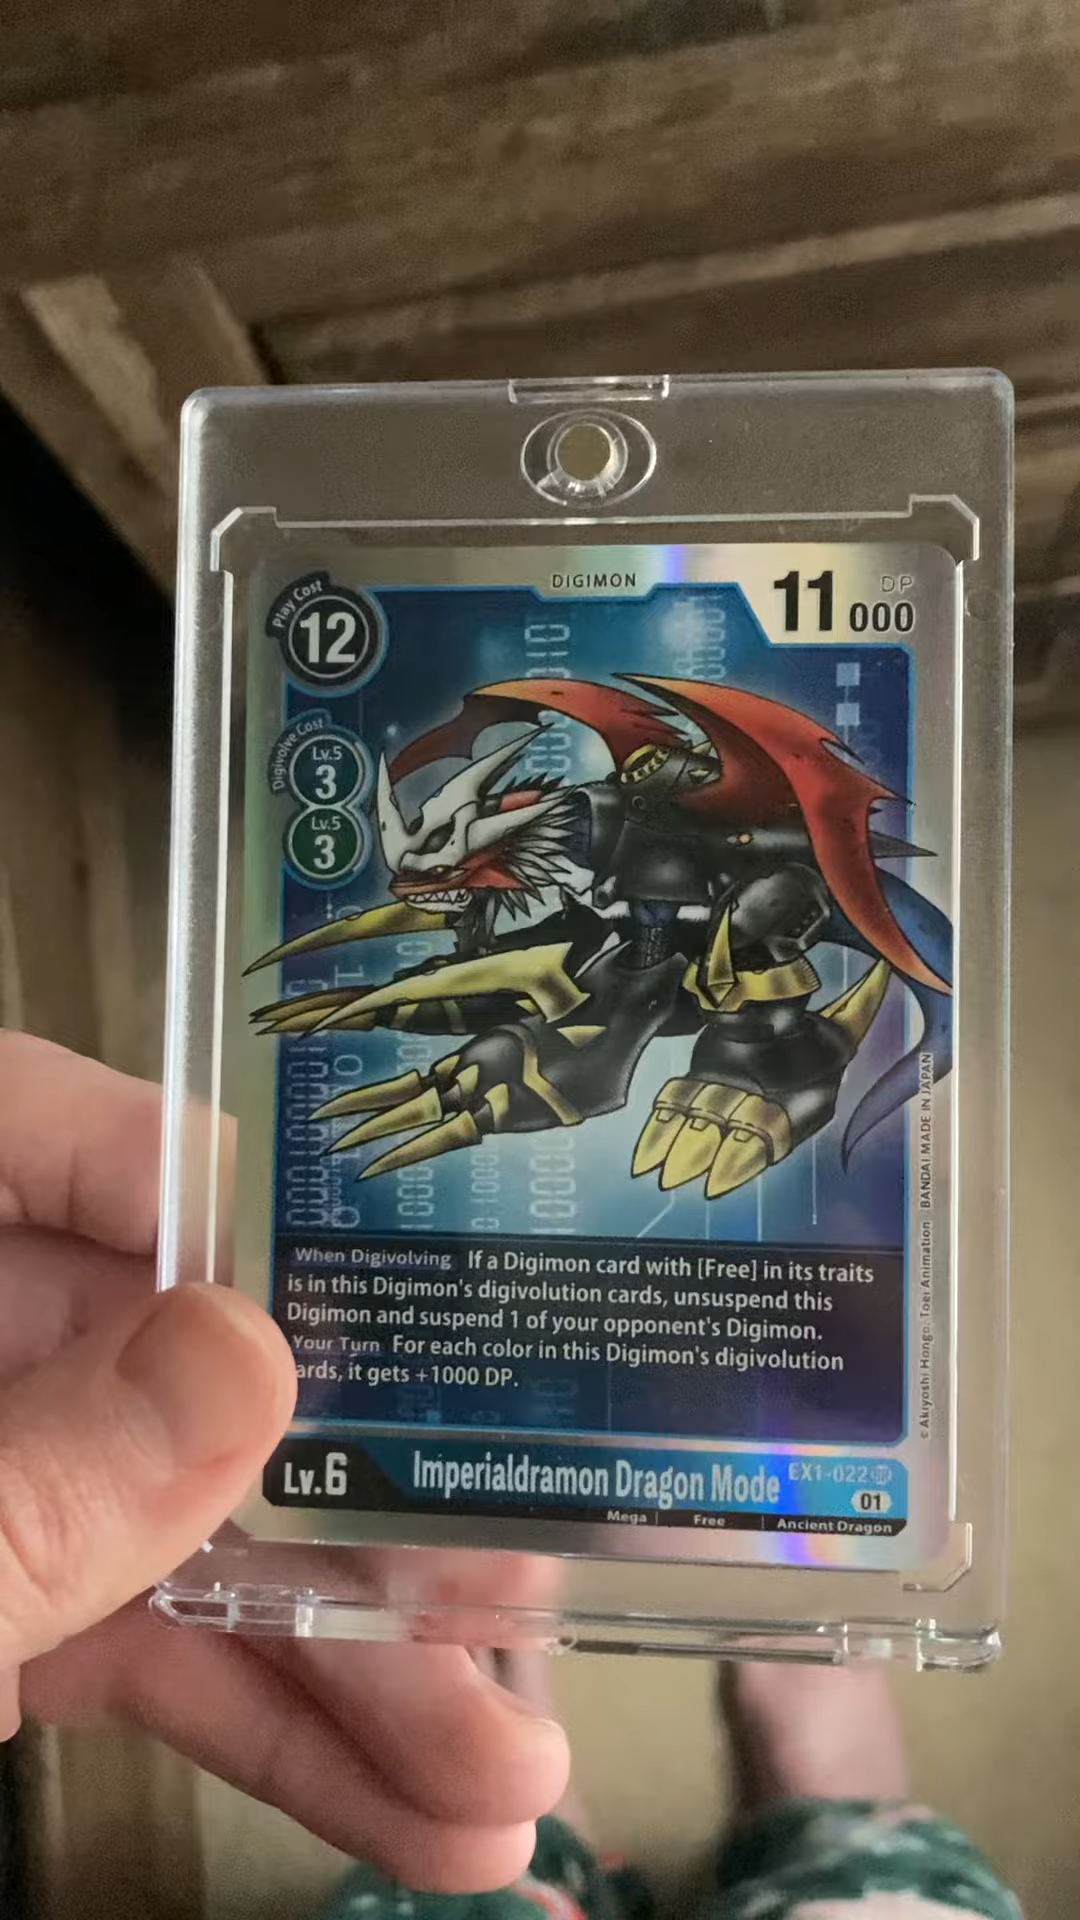 DIGIMON
Play Cost
12
11000
DP
Digivolve Cost
Lv.5
3
Lv.5
3
When Digivolving If a Digimon card with [Free] in its traits
is in this Digimon's digivolution cards, unsuspend this
Digimon and suspend 1 of your opponent's Digimon.
Your Turn For each color in this Digimon's digivolution
ards, it gets +1000 DP.
©Akiyoshi Hongo, Toei Animation BANDAI MADE IN JAPAN
Lv.6
Imperialdramon Dragon Mode
EX1-022
01
Mega | Free | Ancient Dragon